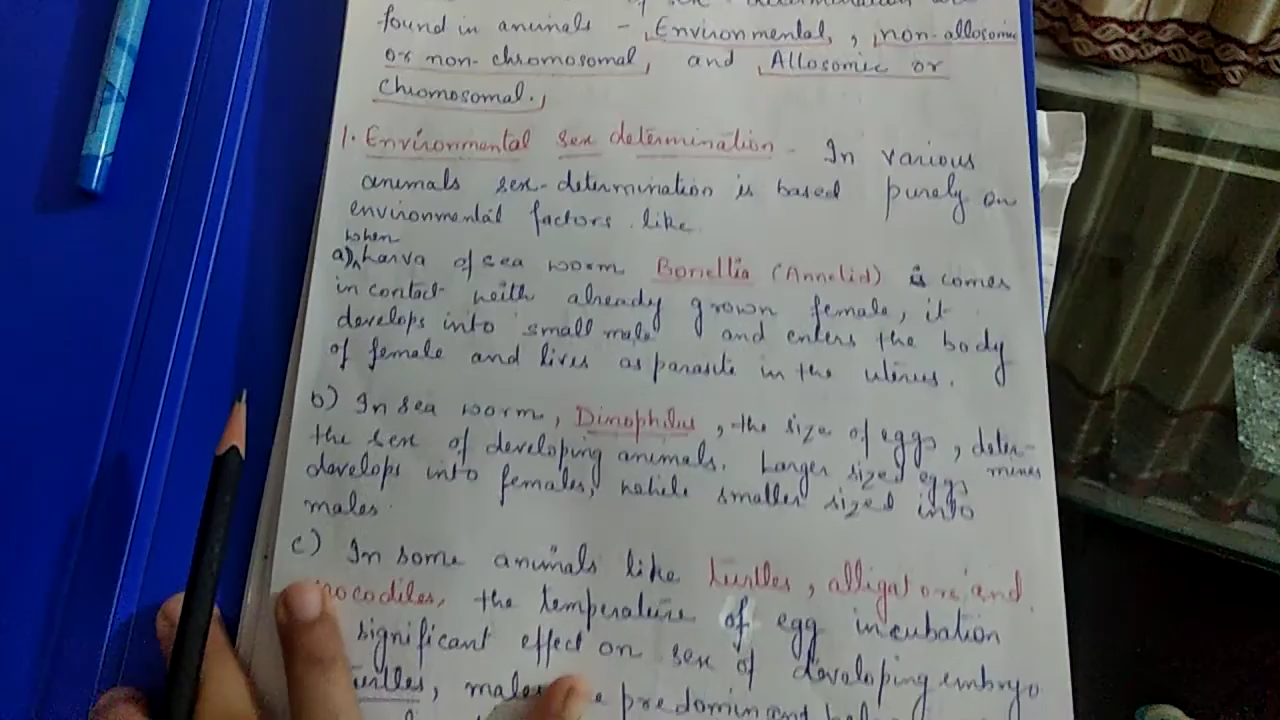 of sex-determination are
found in animals - Environmental, non-allosomic
or non-chromosomal, and Allosomic or
Chromosomal.
1. Environmental sex determination - In various
animals sex-determination is based purely on
environmental factors like
when
a) Larva of sea worm Bonellia (Annelid) comes
in contact with already grown female, it
develops into small male and enters the body
of female and lives as parasite in the uterus.
b) In sea worm, Dinophilus, the size of eggs, deter-
mines
the sex of developing animals. Larger sized eggs
develops into females, while smaller sized into
males.
c) In some animals like turtles, alligators and
crocodiles, the temperature of egg incubation
significant effect on sex of developing embryo
turtles, males predominant